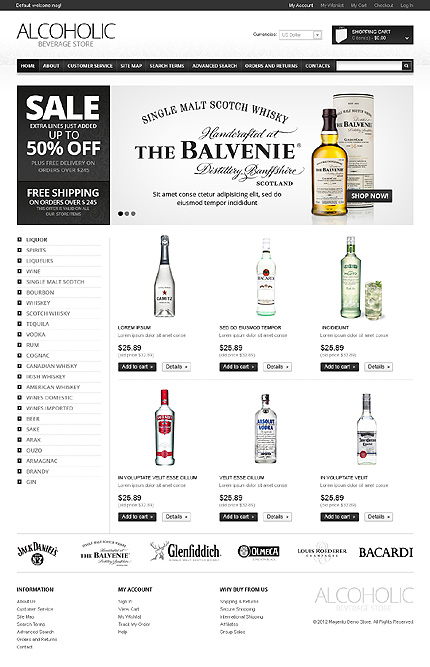 Default welcome msg!
My Account My Wishlist My Cart Checkout Log In
ALCOHOLIC
BEVERAGE STORE
Currencies: US Dollar
SHOPPING CART
0 item(s) - $0.00
HOME ABOUT CUSTOMER SERVICE SITE MAP SEARCH TERMS ADVANCED SEARCH ORDERS AND RETURNS CONTACTS
SALE
EXTRA LINES JUST ADDED
UP TO
50% OFF
PLUS FREE DELIVERY ON
ORDERS OVER $245
FREE SHIPPING
ON ORDERS OVER $245
THIS OFFER IS VALID ON ALL
OUR STORE ITEMS
SINGLE MALT SCOTCH WHISKY
Handcrafted at
THE BALVENIE®
Distillery, Banffshire
SCOTLAND
Sit amet conse ctetur adipisicing elit, sed do
eiusmod tempor incididunt
SHOP NOW!
LIQUOR
SPIRITS
LIQUEURS
WINE
SINGLE MALT SCOTCH
BOURBON
WHISKEY
SCOTCH WHISKY
TEQUILA
VODKA
RUM
COGNAC
CANADIAN WHISKY
IRISH WHISKEY
AMERICAN WHISKEY
WINES DOMESTIC
WINES IMPORTED
BEER
SAKE
ARAK
OUZO
ARMAGNAC
BRANDY
GIN
LOREM IPSUM
Lorem ipsum dolor sit amet conse
$25.89
Add to cart Details
SED DO EIUSMOD TEMPOR
Lorem ipsum dolor sit amet conse
$25.89
Add to cart Details
INCIDIDUNT
Lorem ipsum dolor sit amet conse
$25.89
Add to cart Details
IN VOLUPTATE VELIT ESSE CILLUM
Lorem ipsum dolor sit amet conse
$25.89
Add to cart Details
ABSOLUT
VODKA
VELIT ESSE CILLUM
Lorem ipsum dolor sit amet conse
$25.89
Add to cart Details
IN VOLUPTATE VELIT
Lorem ipsum dolor sit amet conse
$25.89
Add to cart Details
JACK DANIEL'S
THE BALVENIE
Glenfiddich
OLMECA
LOUIS ROEDERER
CHAMPAGNE
BACARDI
INFORMATION
About Us
Customer Service
Site Map
Search Terms
Advanced Search
Orders and Returns
Contact
MY ACCOUNT
Sign In
View Cart
My Wishlist
Track My Order
Help
WHY BUY FROM US
Shipping & Returns
Secure Shopping
International Shipping
Affiliates
Group Sales
ALCOHOLIC
BEVERAGE STORE
© 2012 Magento Demo Store. All Rights Reserved.